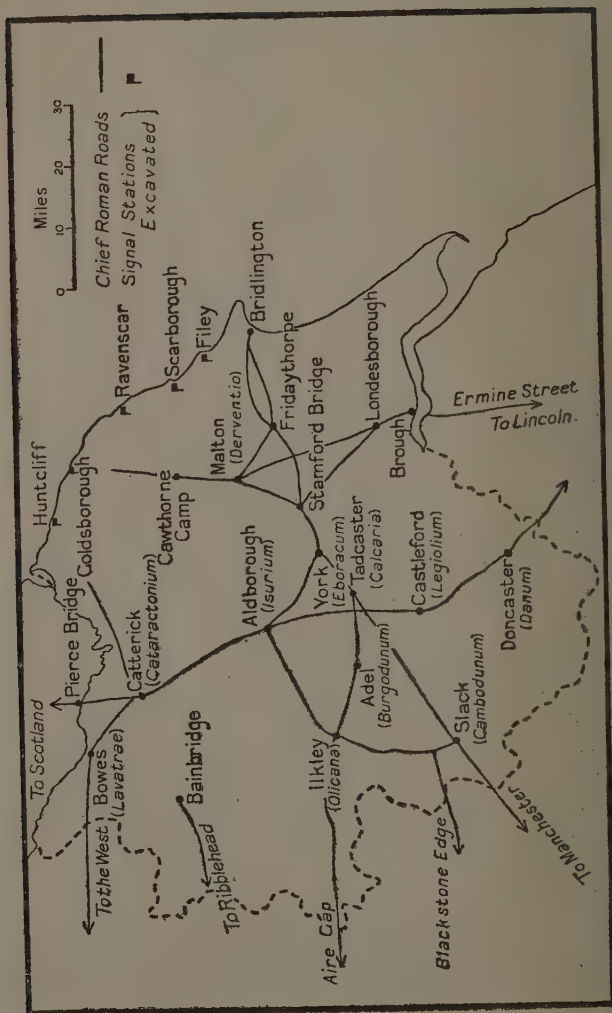 Miles
0 10 20 30
Chief Roman Roads
Signal Stations }
Excavated
To Scotland
Pierce Bridge
Huntcliff
Goldsborough
Ravenscar
To the West
Bowes
(Lavatrae)
Catterick
(Cataractonium)
Cawthorne
Camp
Scarborough
Filey
Bainbridge
To Ribblehead
Aldborough
(Isurium)
Malton
(Derventio)
Bridlington
Fridaythorpe
Stamford Bridge
Aire Gap
Ilkley
(Olicana)
York
(Eboracum)
Tadcaster
(Calcaria)
Adel
(Burgodunum)
Londesborough
Brough
Castleford
(Legiolium)
Blackstone Edge
Slack
(Cambodunum)
Ermine Street
To Lincoln.
Doncaster
(Danum)
To Manchester